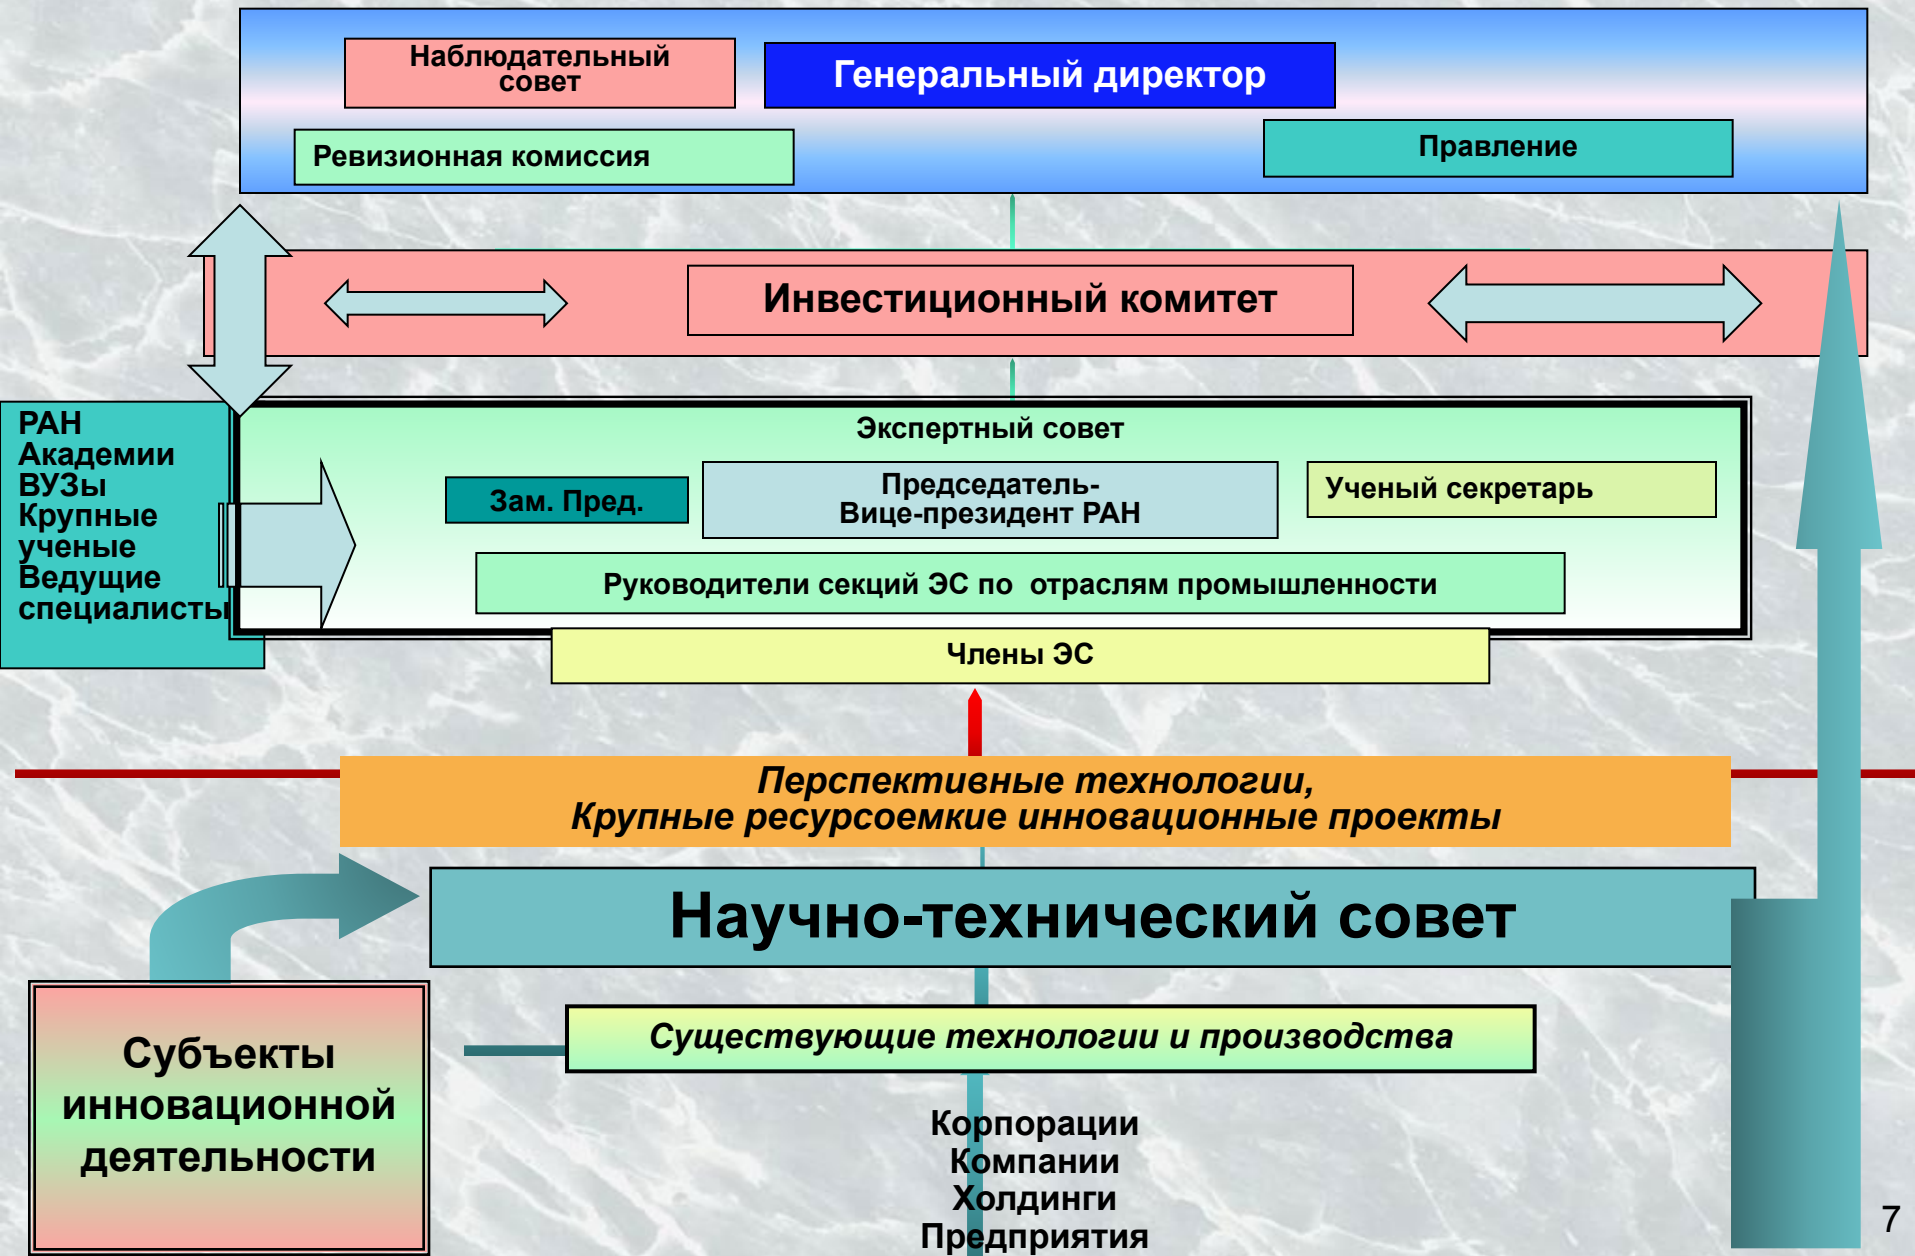 Наблюдательный
совет
Генеральный директор
Ревизионная комиссия
Правление
Инвестиционный комитет
РАН
Академии
ВУЗы
Крупные
ученые
Ведущие
специалисты
Экспертный совет
Зам. Пред.
Председатель-
Вице-президент РАН
Ученый секретарь
Руководители секций ЭС по отраслям промышленности
Члены ЭС
Перспективные технологии,
Крупные ресурсоемкие инновационные проекты
Научно-технический совет
Субъекты
инновационной
деятельности
Существующие технологии и производства
Корпорации
Компании
Холдинги
Предприятия
7